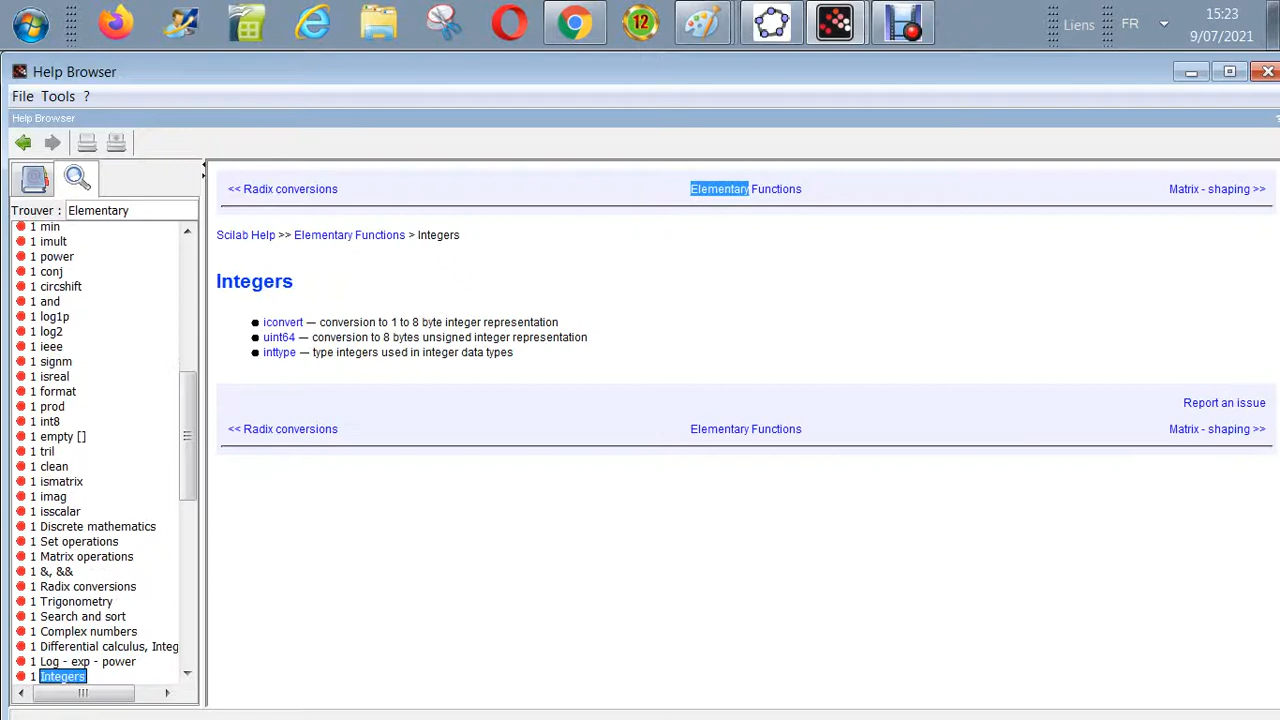 12
Liens
FR
15:23
9/07/2021
Help Browser
File Tools ?
Help Browser
Trouver : Elementary
1 min
1 imult
1 power
1 conj
1 circshift
1 and
1 log1p
1 log2
1 ieee
1 signm
1 isreal
1 format
1 prod
1 int8
1 empty []
1 tril
1 clean
1 ismatrix
1 imag
1 isscalar
1 Discrete mathematics
1 Set operations
1 Matrix operations
1 &, &&
1 Radix conversions
1 Trigonometry
1 Search and sort
1 Complex numbers
1 Differential calculus, Integ
1 Log - exp - power
1 Integers
<< Radix conversions Elementary Functions Matrix - shaping >>
Scilab Help >> Elementary Functions > Integers
Integers
iconvert — conversion to 1 to 8 byte integer representation
uint64 — conversion to 8 bytes unsigned integer representation
inttype — type integers used in integer data types
Report an issue
<< Radix conversions Elementary Functions Matrix - shaping >>